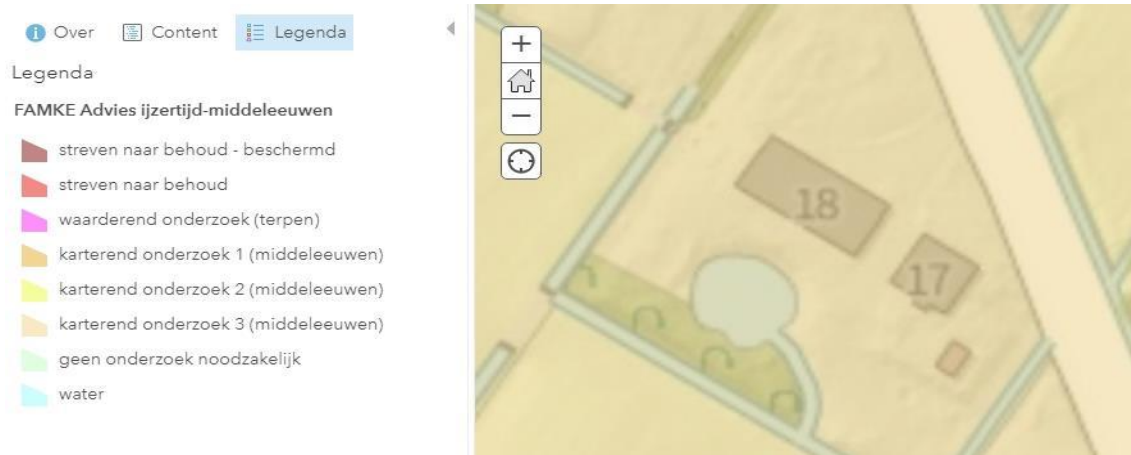 Over Content Legenda
Legenda
FAMKE Advies ijzertijd-middeleeuwen
streven naar behoud - beschermd
streven naar behoud
waarderend onderzoek (terpen)
karterend onderzoek 1 (middeleeuwen)
karterend onderzoek 2 (middeleeuwen)
karterend onderzoek 3 (middeleeuwen)
geen onderzoek noodzakelijk
water
18
17